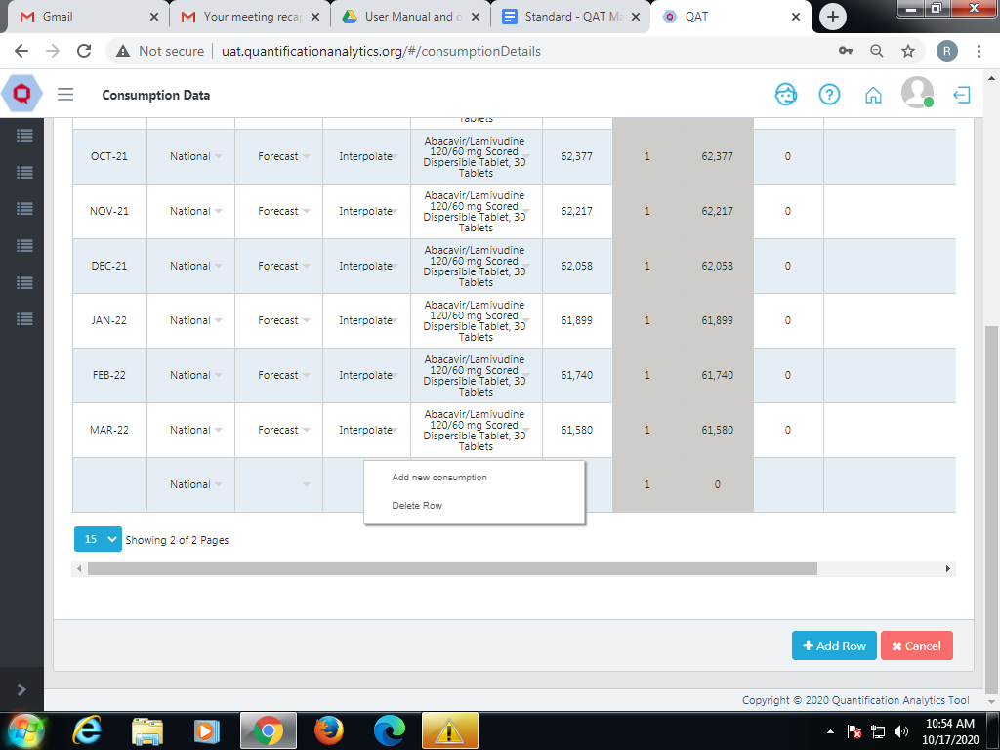 Gmail
Your meeting recap
User Manual and
Standard - QAT Ma
QAT
Not secure
uat.quantificationanalytics.org/#/consumptionDetails
R
Consumption Data
Tablets
OCT-21 National Forecast Interpolate Abacavir/Lamivudine 120/60 mg Scored Dispersible Tablet, 30 Tablets 62,377 1 62,377 0
NOV-21 National Forecast Interpolate Abacavir/Lamivudine 120/60 mg Scored Dispersible Tablet, 30 Tablets 62,217 1 62,217 0
DEC-21 National Forecast Interpolate Abacavir/Lamivudine 120/60 mg Scored Dispersible Tablet, 30 Tablets 62,058 1 62,058 0
JAN-22 National Forecast Interpolate Abacavir/Lamivudine 120/60 mg Scored Dispersible Tablet, 30 Tablets 61,899 1 61,899 0
FEB-22 National Forecast Interpolate Abacavir/Lamivudine 120/60 mg Scored Dispersible Tablet, 30 Tablets 61,740 1 61,740 0
MAR-22 National Forecast Interpolate Abacavir/Lamivudine 120/60 mg Scored Dispersible Tablet, 30 Tablets 61,580 1 61,580 0
National 1 0
Add new consumption
Delete Row
15 Showing 2 of 2 Pages
Add Row
Cancel
Copyright © 2020 Quantification Analytics Tool
10:54 AM
10/17/2020